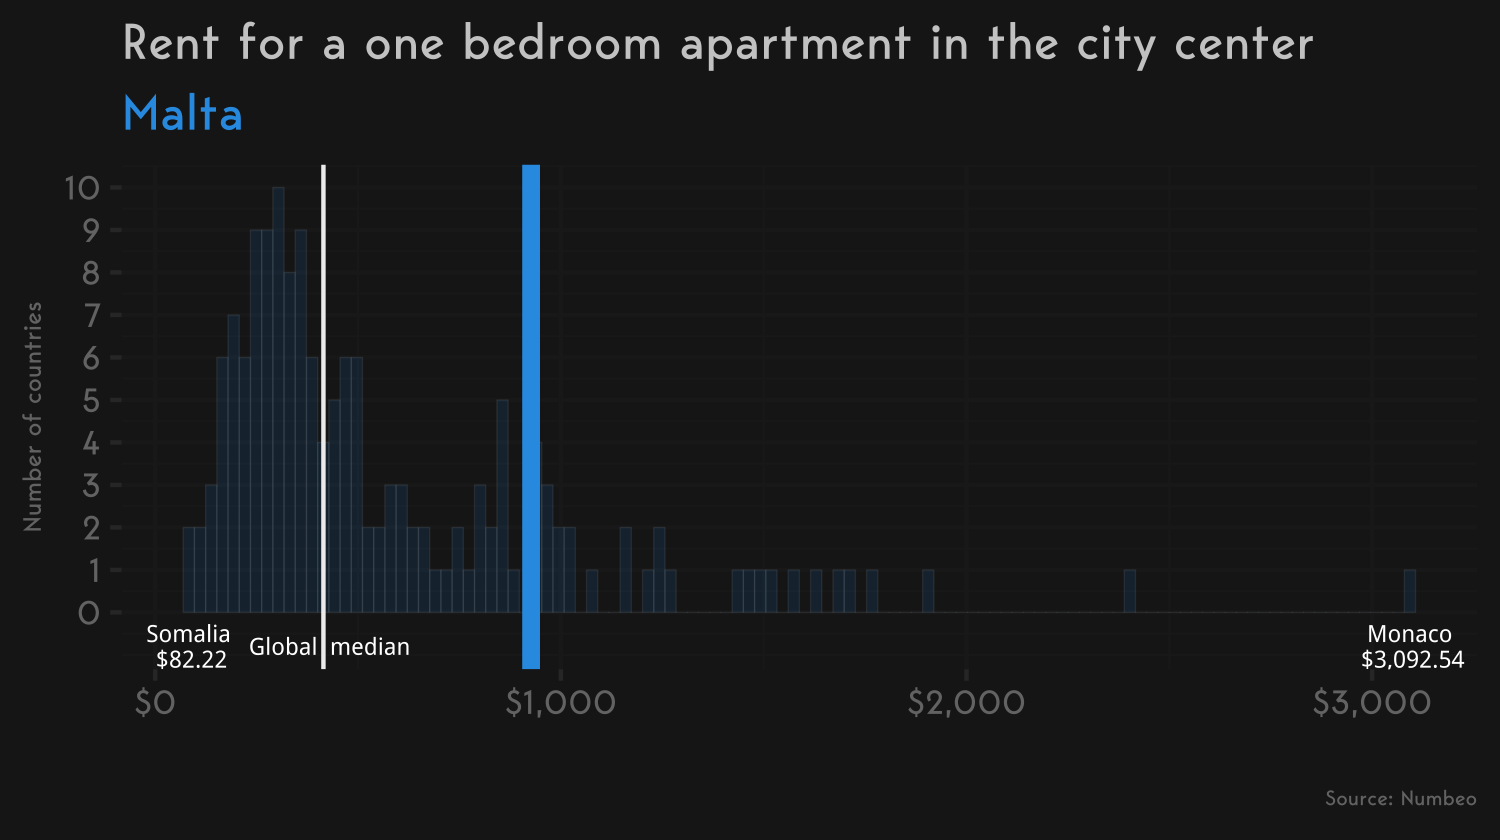 Rent for a one bedroom apartment in the city center
Malta
Number of countries
10
9
8
7
6
5
4
3
2
1
0
Somalia
$82.22
Global median
Monaco
$3,092.54
$0
$1,000
$2,000
$3,000
Source: Numbeo